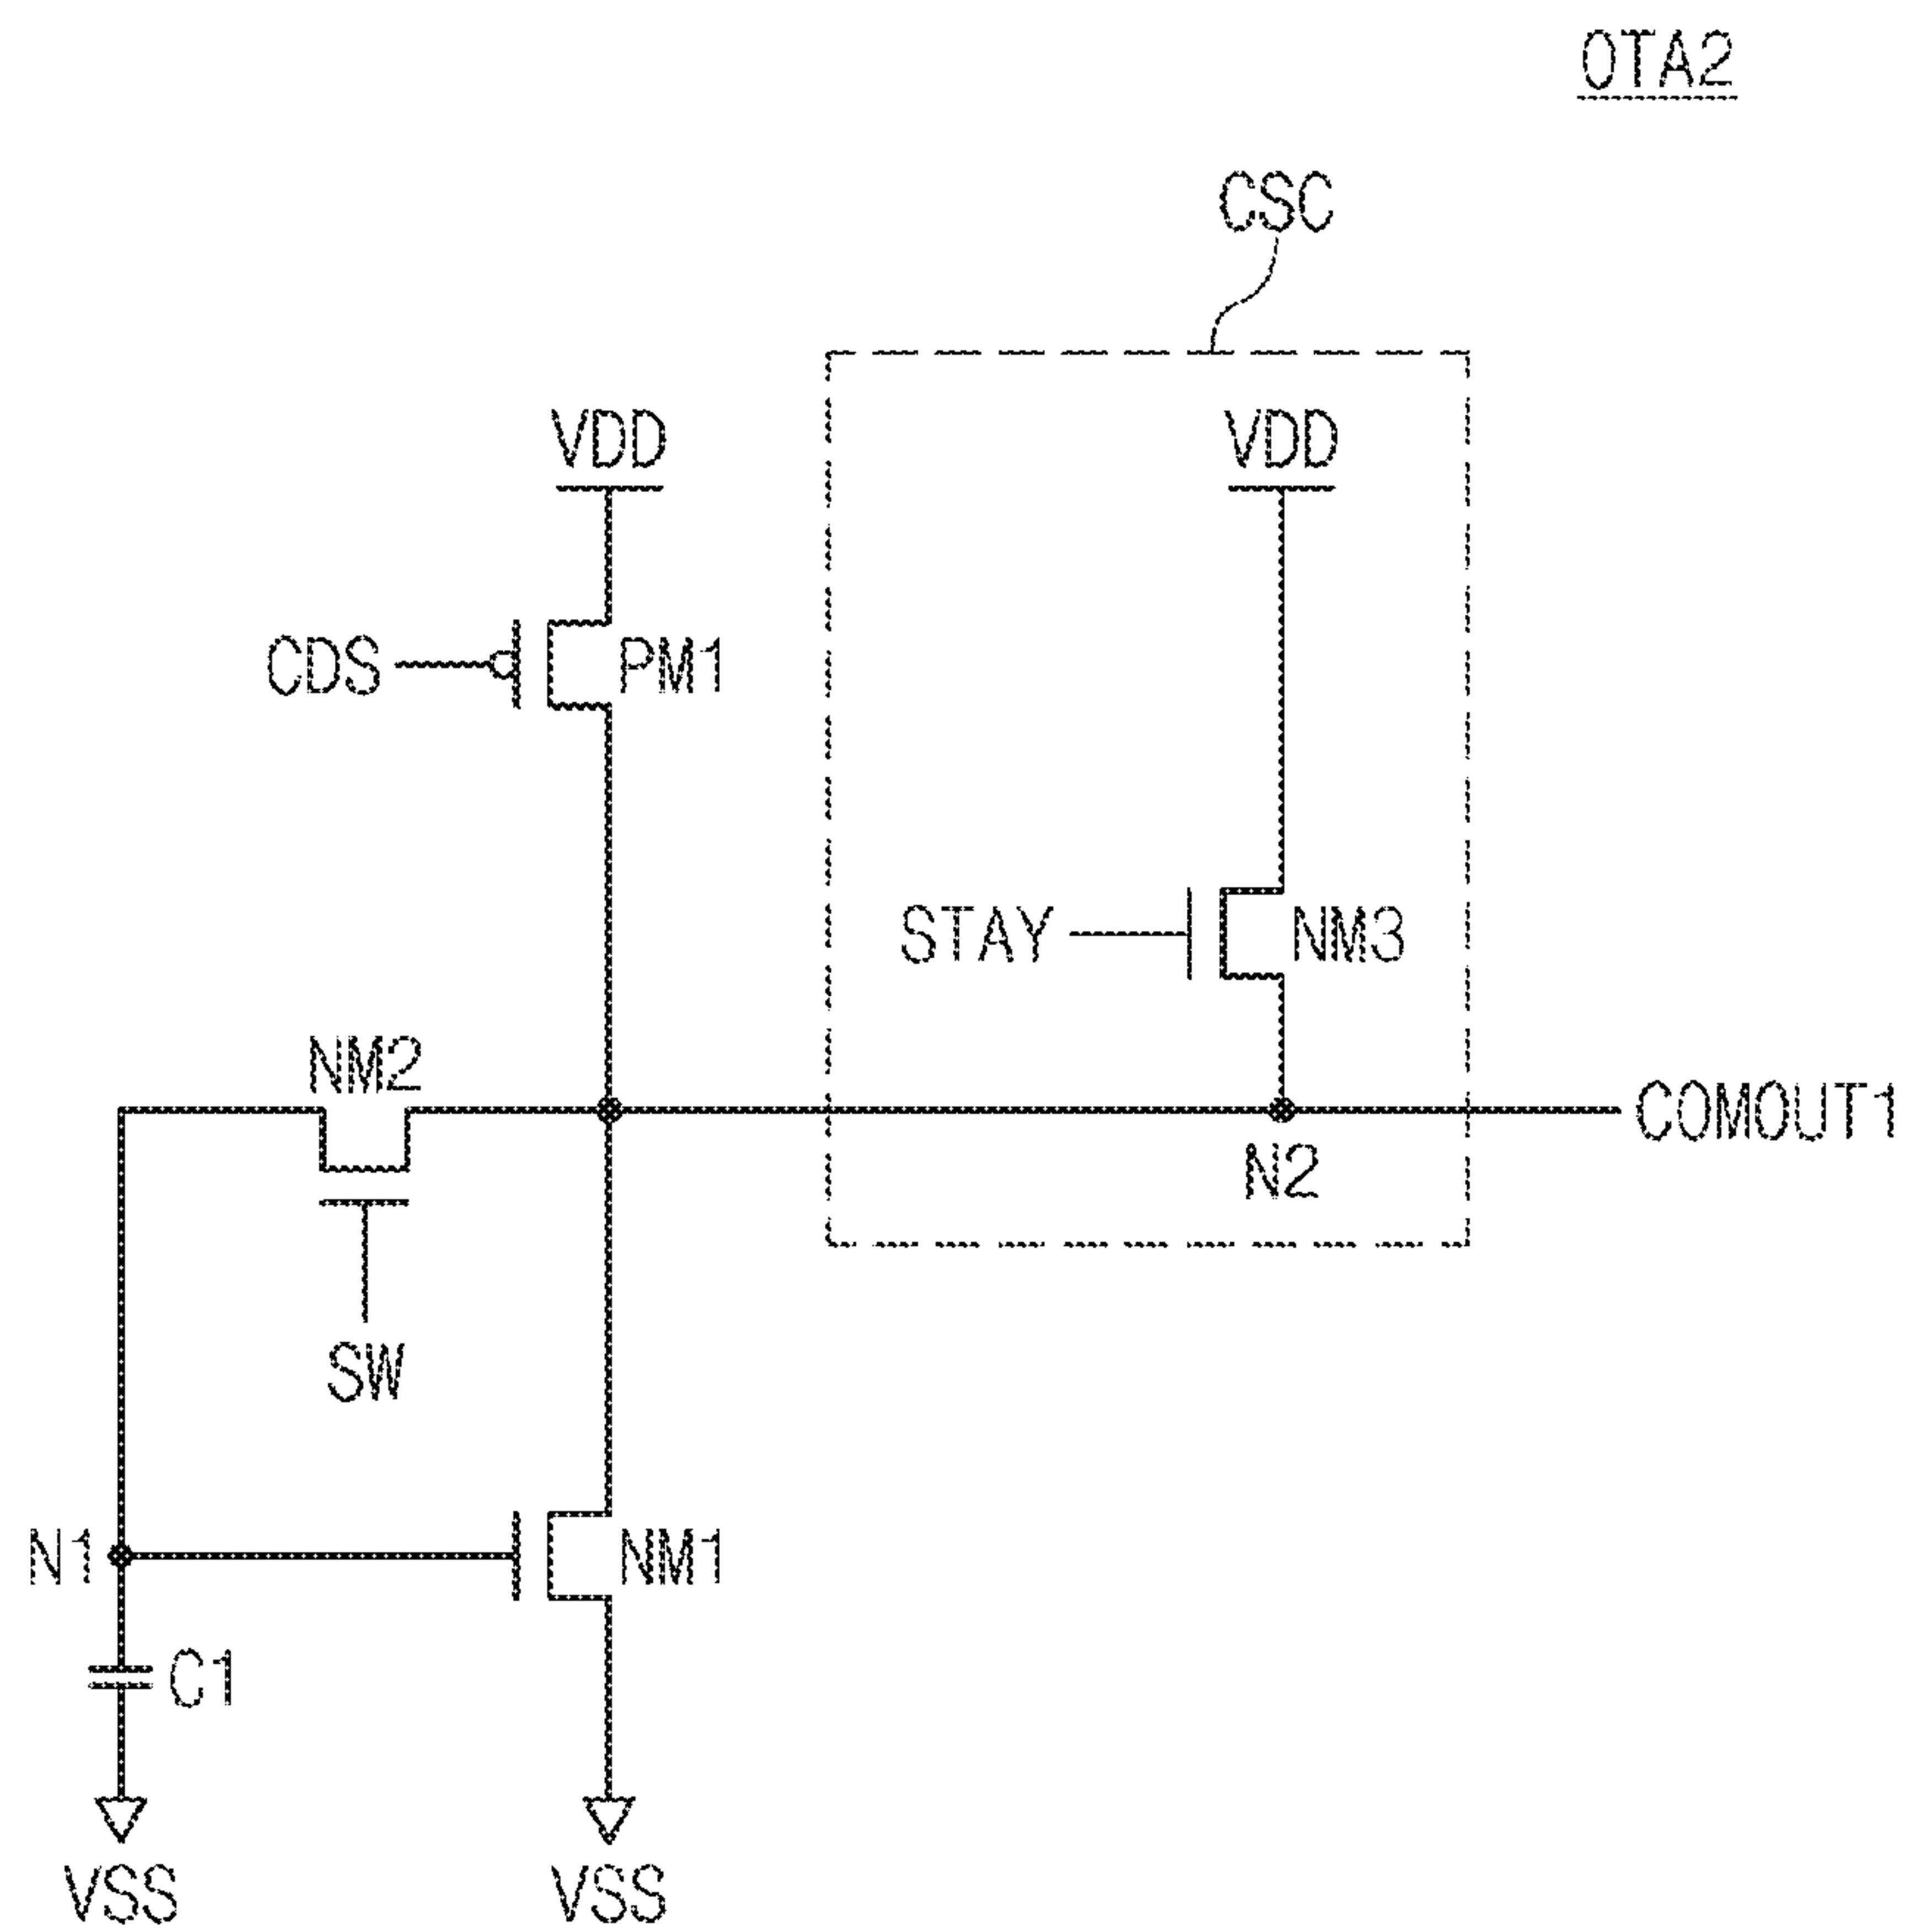 OTA2
CSC
VDD
VDD
CDS
PM1
STAY
NM3
NM2
COMOUT1
N2
SW
N1
NM1
C1
VSS
VSS